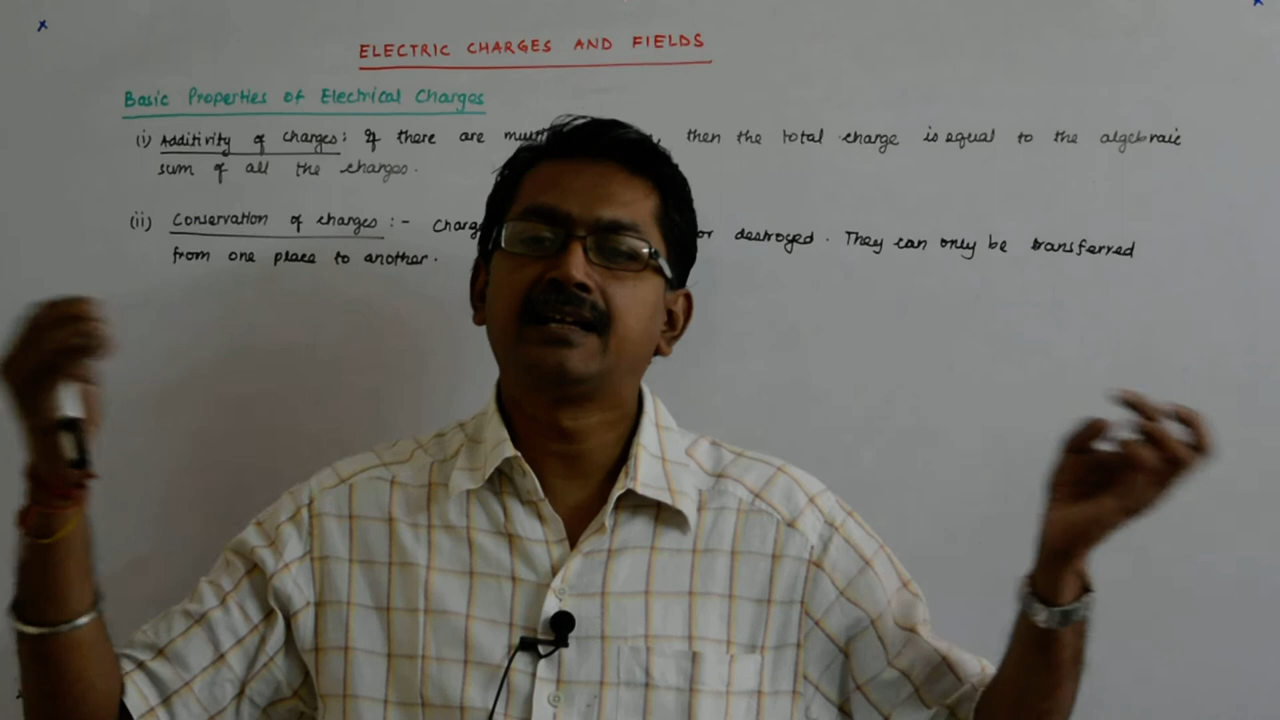 ELECTRIC CHARGES AND FIELDS
Basic Properties of Electrical Charges
(i) Additivity of charges: If there are then the total charge is equal to the algebraic
sum of all the charges.
(ii) Conservation of charges :- or destroyed. They can only be transferred
from one place to another.